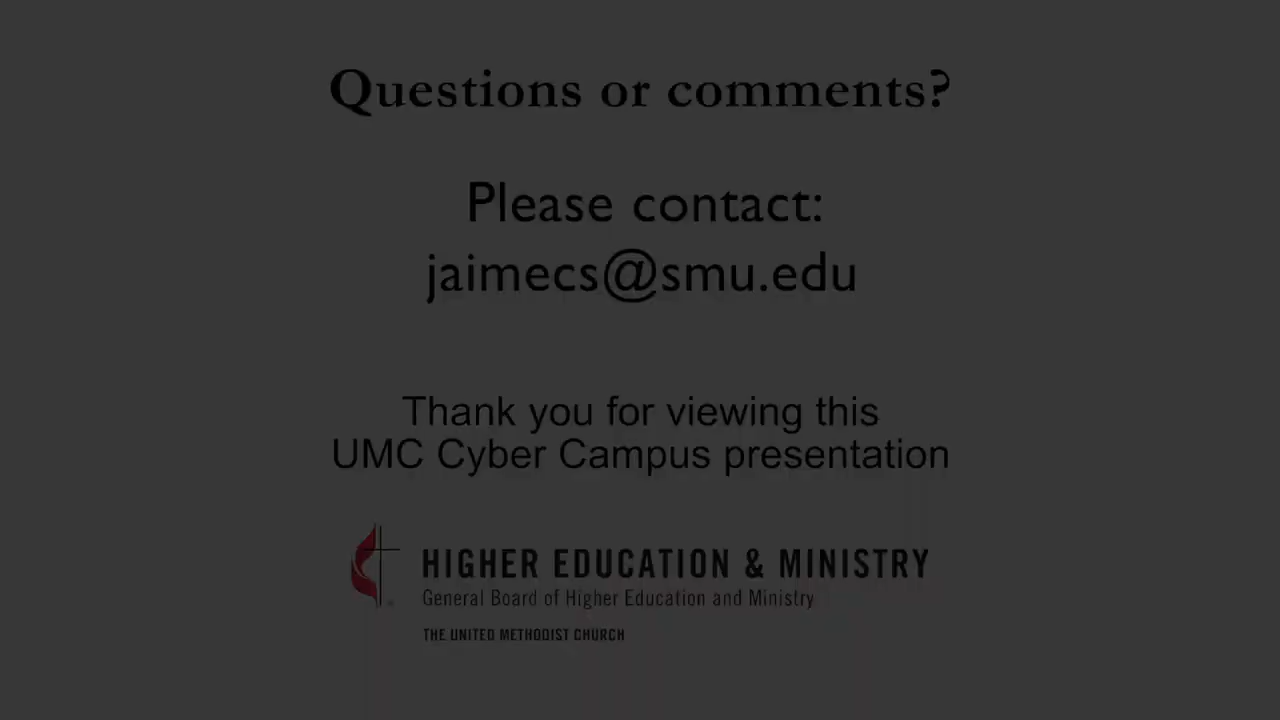 Questions or comments?
Please contact:
jaimecs@smu.edu
Thank you for viewing this
UMC Cyber Campus presentation
HIGHER EDUCATION & MINISTRY
General Board of Higher Education and Ministry
THE UNITED METHODIST CHURCH